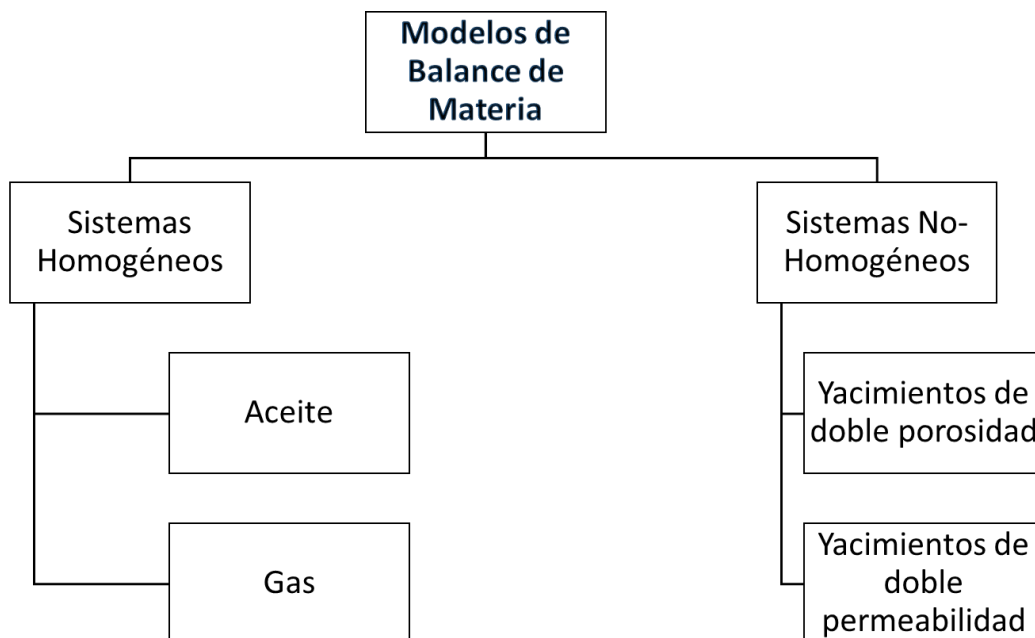 Modelos de
Balance de
Materia
Sistemas
Homogéneos
Sistemas No-
Homogéneos
Aceite
Gas
Yacimientos de
doble porosidad
Yacimientos de
doble
permeabilidad